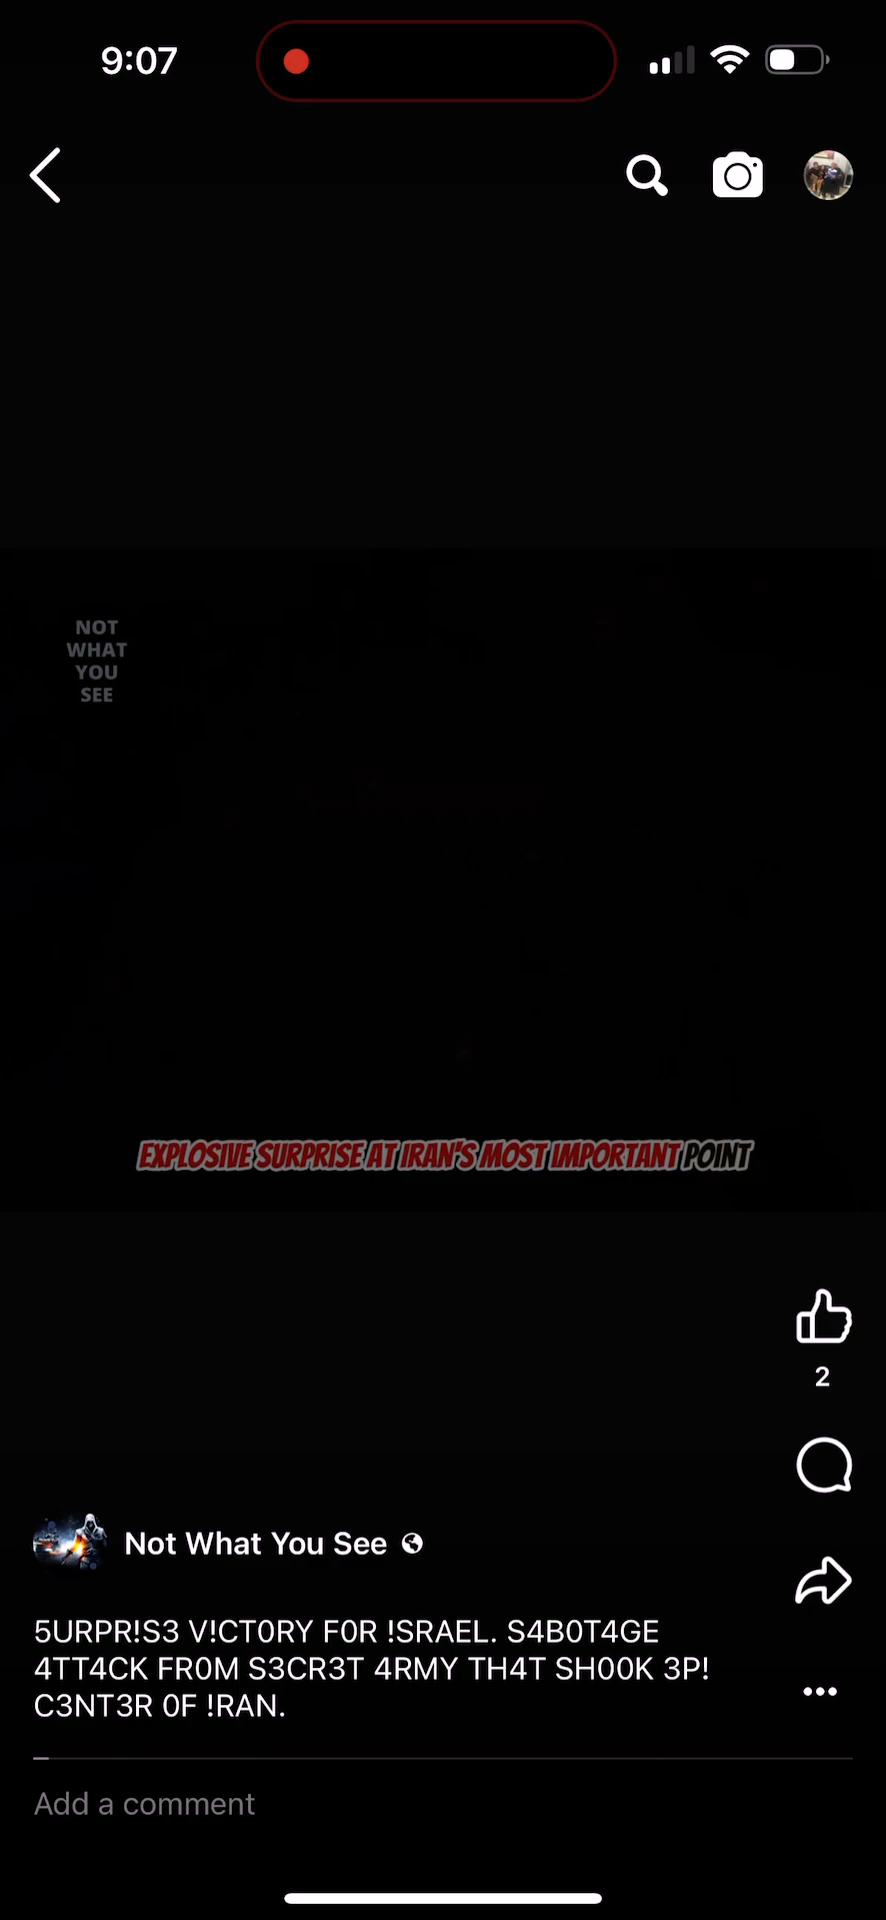 9:07
NOT
WHAT
YOU
SEE
EXPLOSIVE SURPRISE AT IRAN'S MOST IMPORTANT POINT
2
Not What You See
5URPR!S3 V!CT0RY F0R !SRAEL. S4B0T4GE
4TT4CK FR0M S3CR3T 4RMY TH4T SH00K 3P!
C3NT3R 0F !RAN.
Add a comment